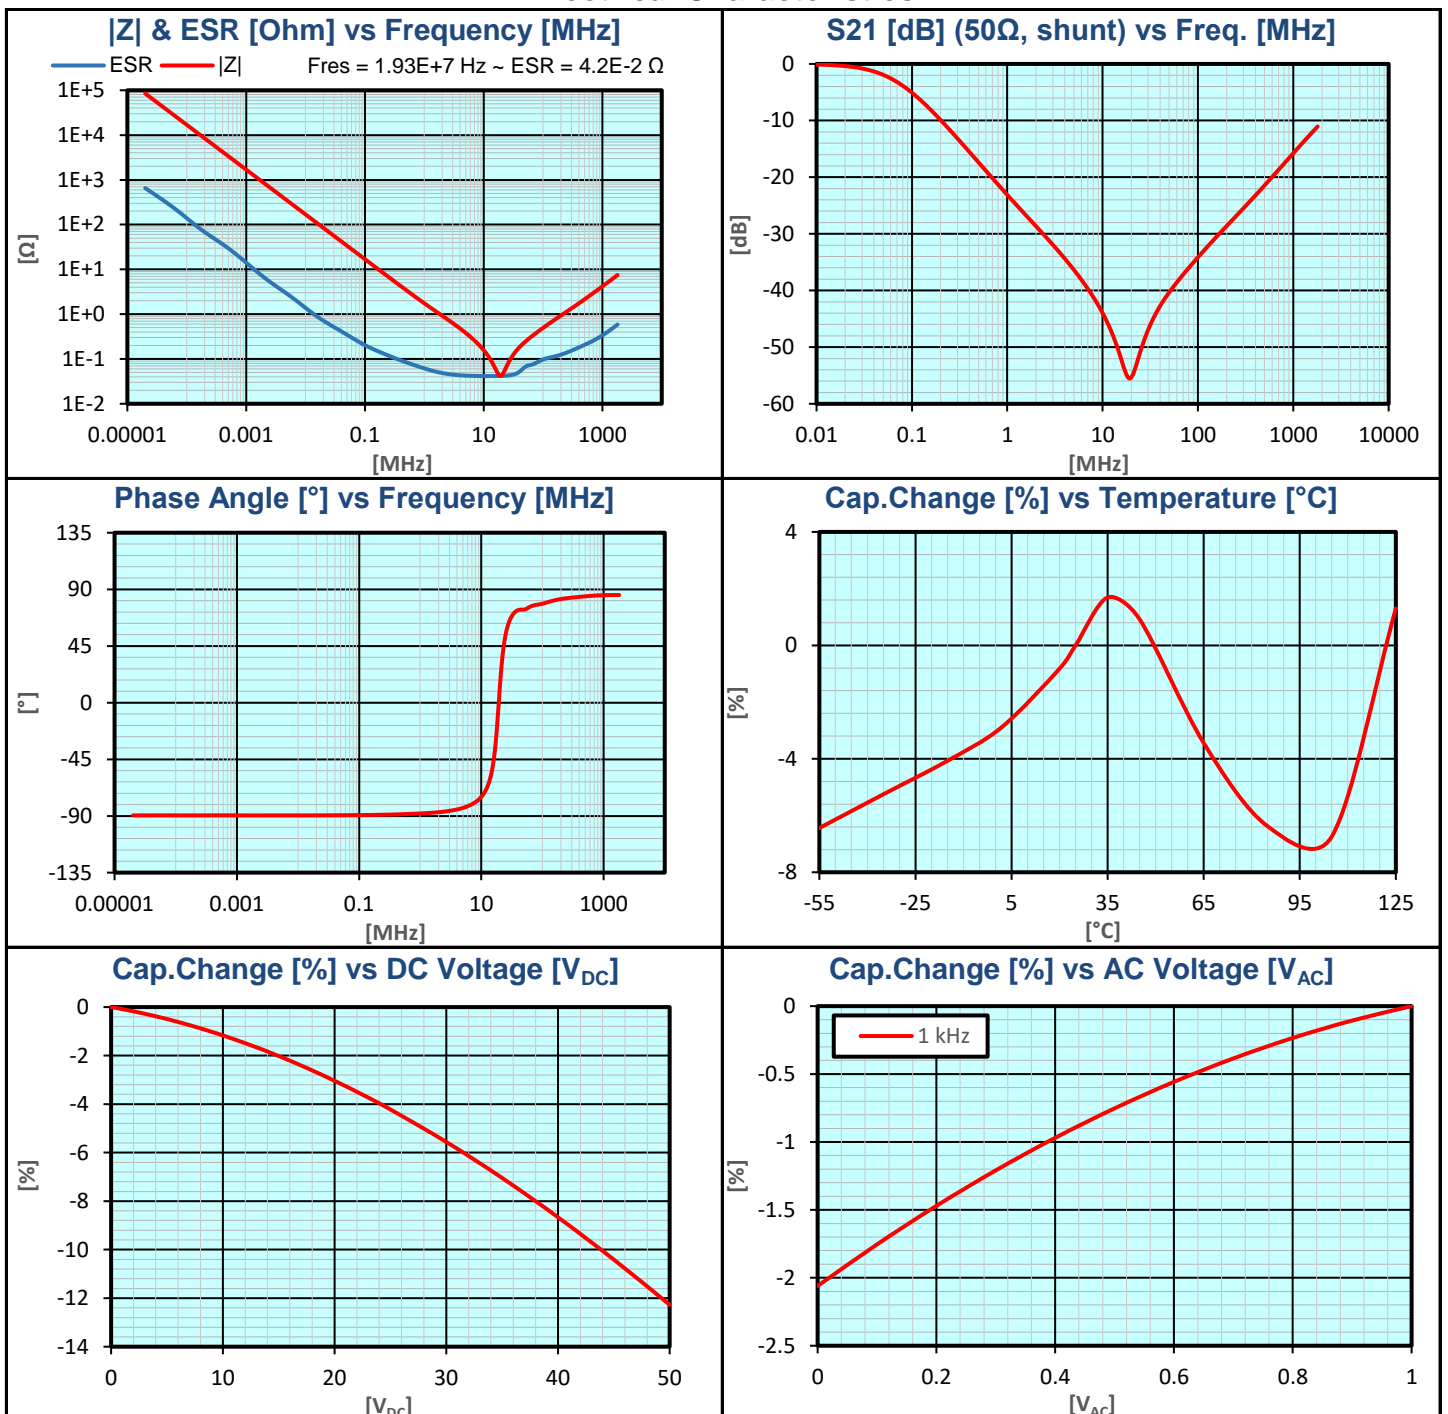 |Z| & ESR [Ohm] vs Frequency [MHz]
ESR |Z| Fres = 1.93E+7 Hz ~ ESR = 4.2E-2 Ω
1E+5
1E+4
1E+3
1E+2
1E+1
1E+0
1E-1
1E-2
[Ω]
0.00001 0.001 0.1 10 1000
[MHz]
S21 [dB] (50Ω, shunt) vs Freq. [MHz]
0
-10
-20
-30
-40
-50
-60
[dB]
0.01 0.1 1 10 100 1000 10000
[MHz]
Phase Angle [°] vs Frequency [MHz]
135
90
45
0
-45
-90
-135
[°]
0.00001 0.001 0.1 10 1000
[MHz]
Cap.Change [%] vs Temperature [°C]
4
0
-4
-8
[%]
-55 -25 5 35 65 95 125
[°C]
Cap.Change [%] vs DC Voltage [VDC]
0
-2
-4
-6
-8
-10
-12
-14
[%]
0 10 20 30 40 50
[VDC]
Cap.Change [%] vs AC Voltage [VAC]
1 kHz
0
-0.5
-1
-1.5
-2
-2.5
[%]
0 0.2 0.4 0.6 0.8 1
[VAC]